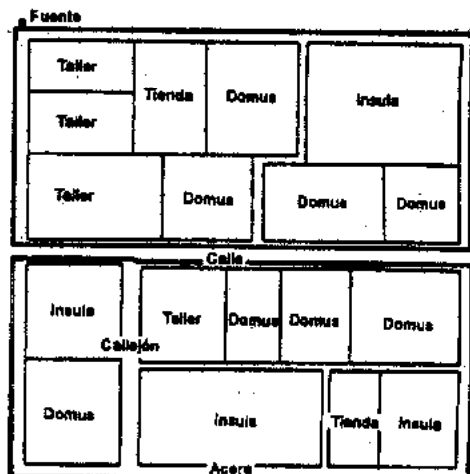 Fuente
Taller
Tienda
Domus
Insula
Taller
Taller
Domus
Domus
Domus
Calle
Insula
Taller
Domus
Domus
Domus
Callejón
Domus
Insula
Tienda
Insula
Acera